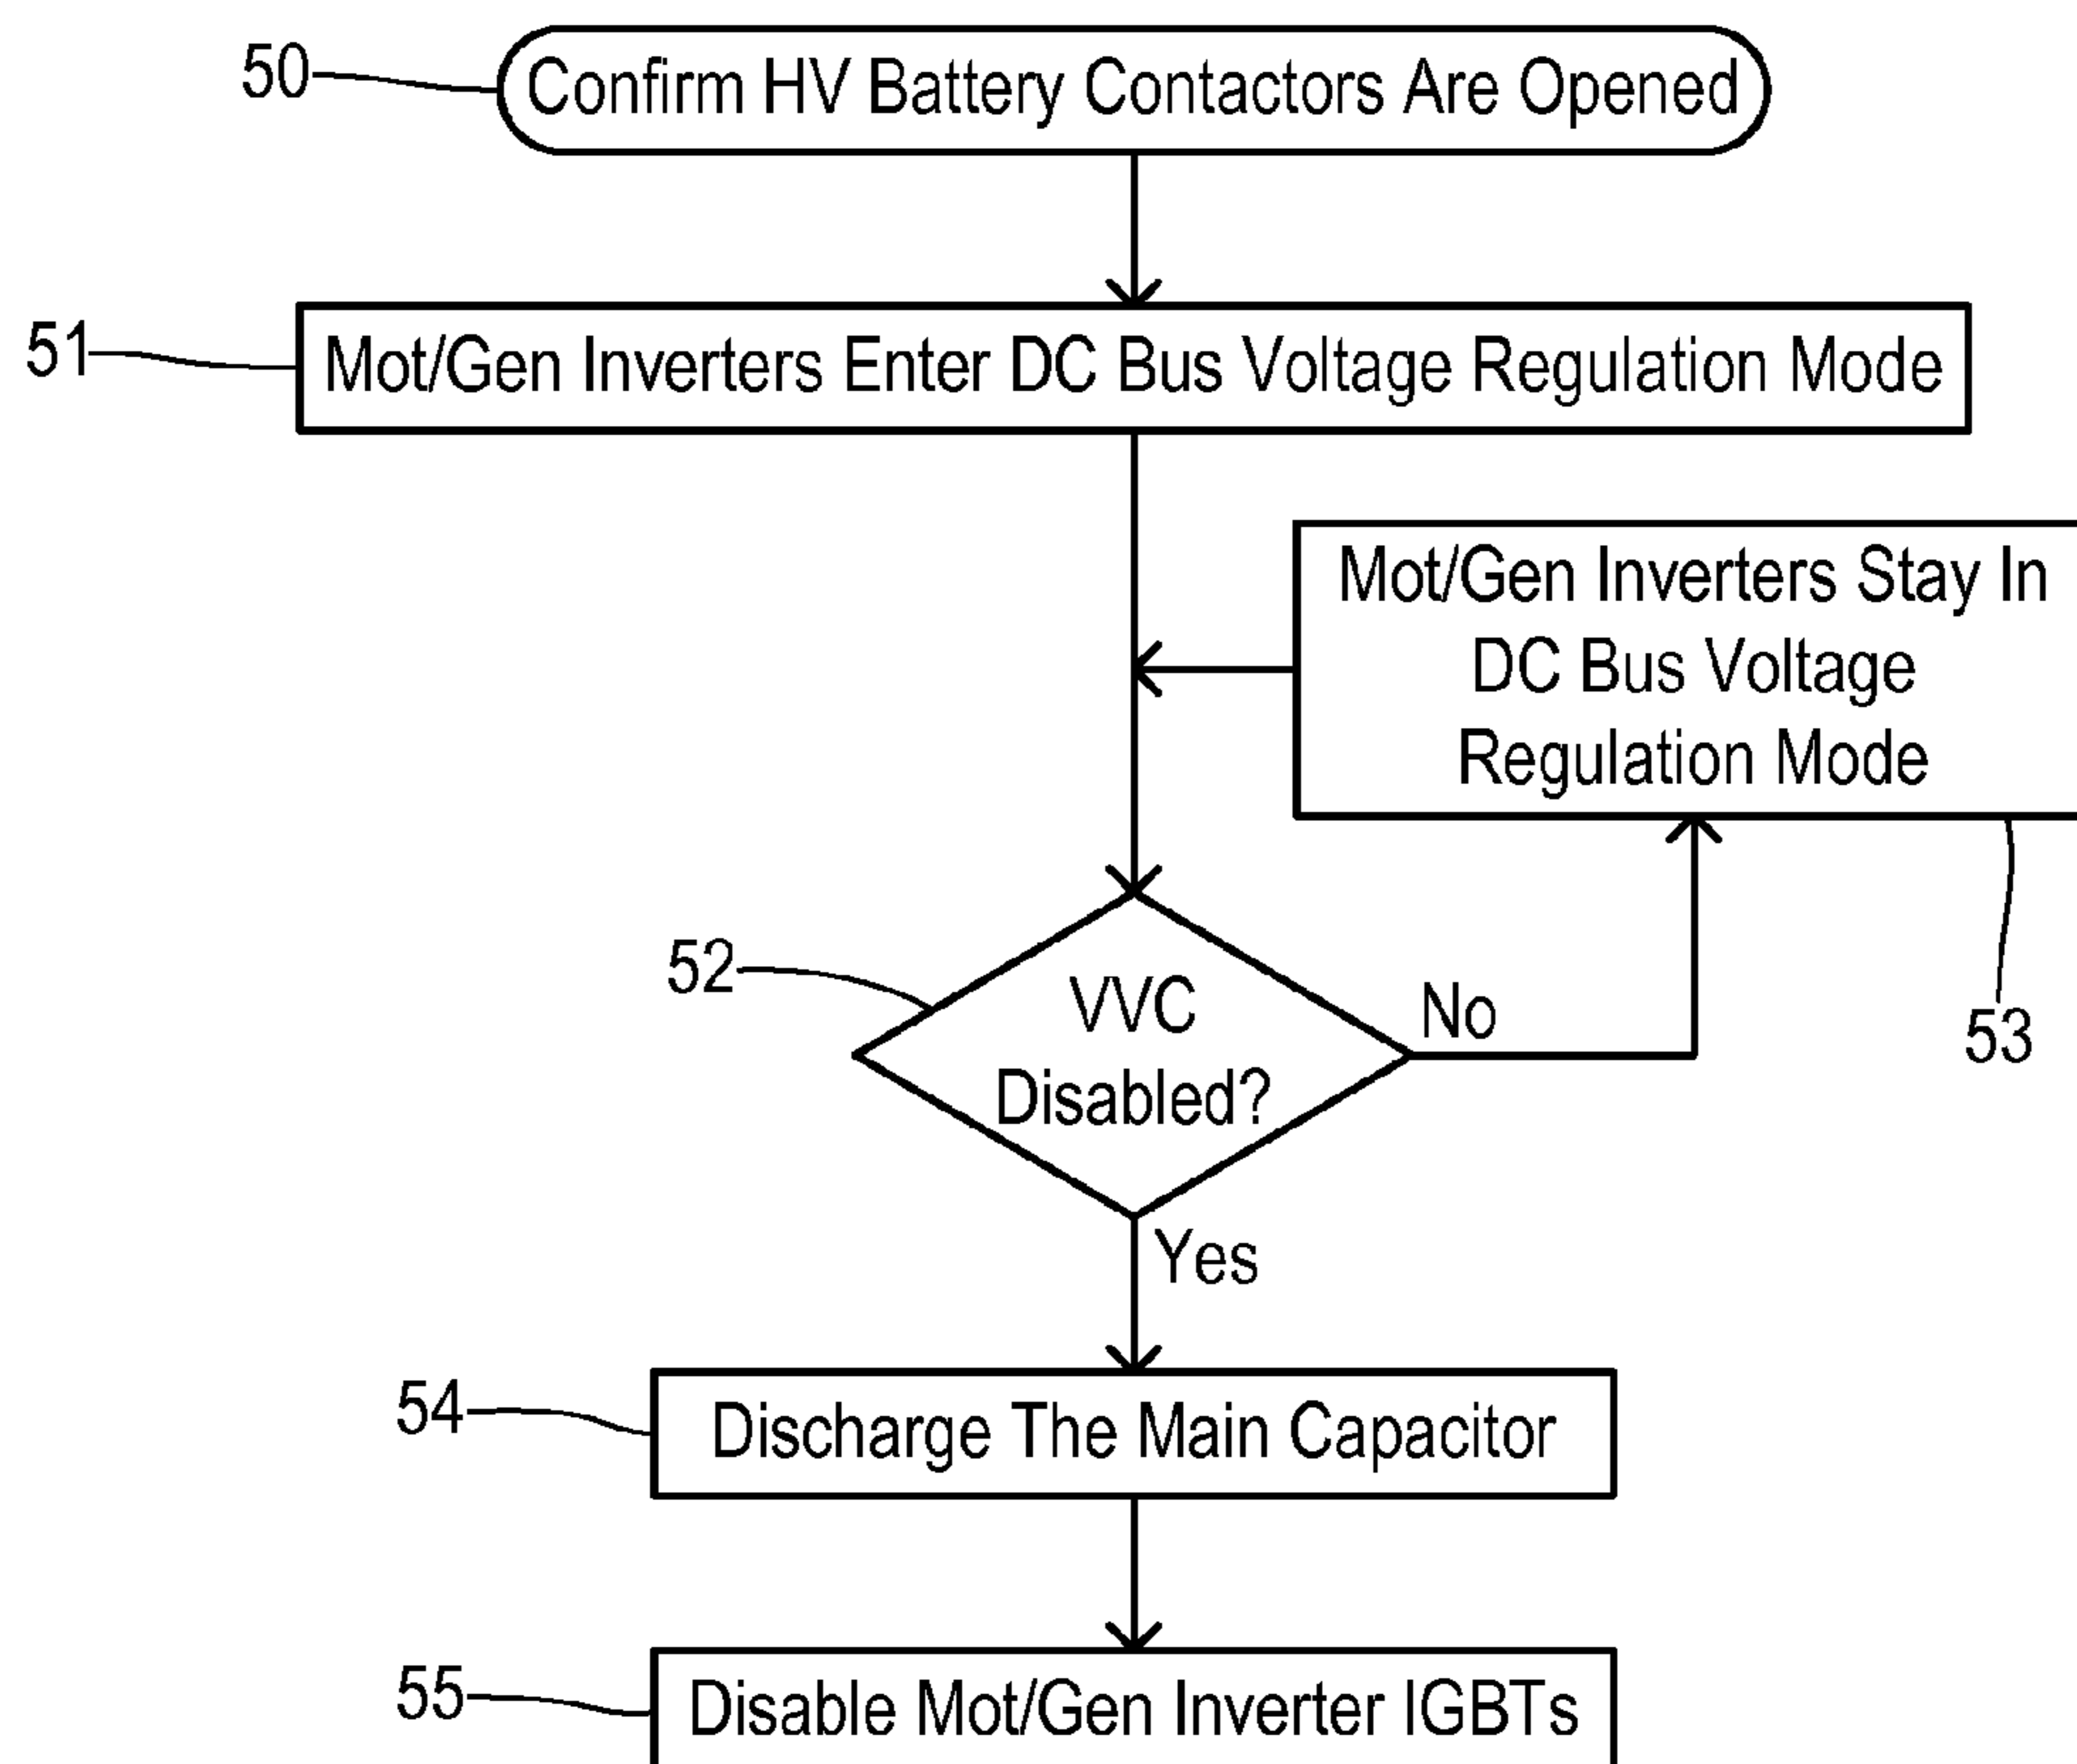 50
Confirm HV Battery Contactors Are Opened
51
Mot/Gen Inverters Enter DC Bus Voltage Regulation Mode
Mot/Gen Inverters Stay In
DC Bus Voltage
Regulation Mode
53
52
VVC
Disabled?
No
Yes
54
Discharge The Main Capacitor
55
Disable Mot/Gen Inverter IGBTs